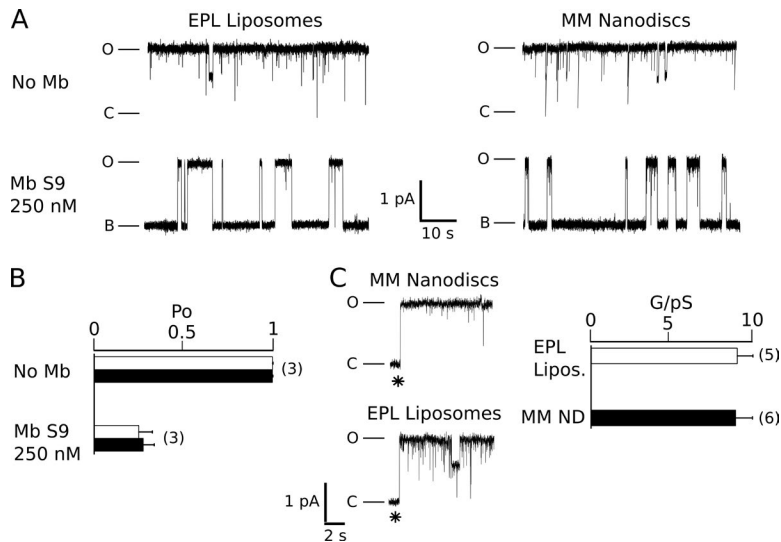 A
EPL Liposomes
MM Nanodiscs
No Mb
O
C
O
C
Mb S9
250 nM
O
B
1 pA
10 s
O
B
B
Po
0
0.5
1
No Mb
(3)
Mb S9
250 nM
(3)
C
MM Nanodiscs
O
C
*
EPL Liposomes
O
C
*
1 pA
2 s
G/pS
0
5
10
EPL
Lipos.
(5)
MM ND
(6)